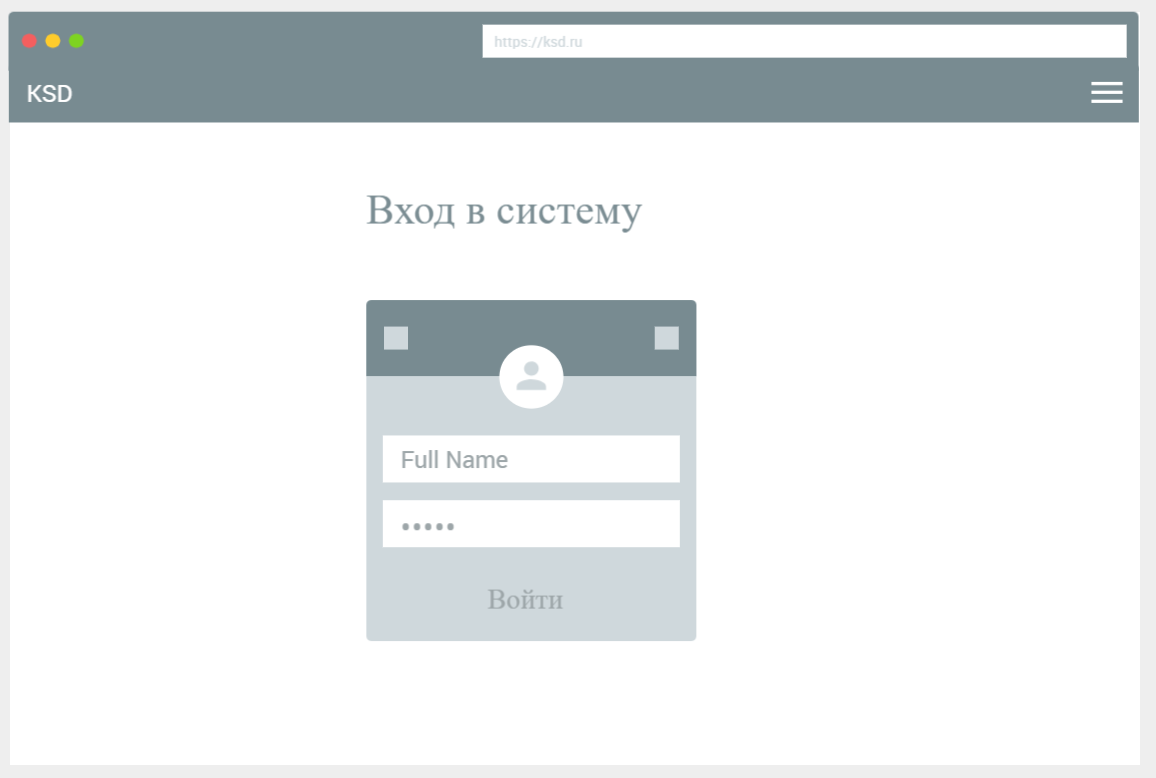 https://ksd.ru
KSD
Вход в систему
Full Name
•••••
Войти